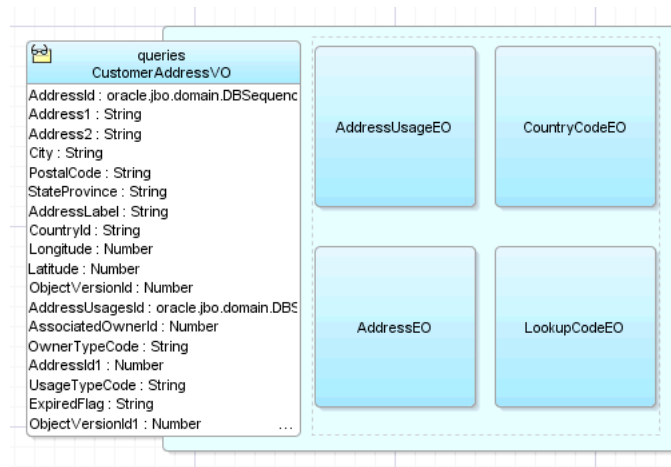 queries
CustomerAddressVO
AddressId : oracle.jbo.domain.DBSequenc
Address1 : String
Address2 : String
City : String
PostalCode : String
StateProvince : String
AddressLabel : String
CountryId : String
Longitude : Number
Latitude : Number
ObjectVersionId : Number
AddressUsagesId : oracle.jbo.domain.DBS
AssociatedOwnerId : Number
OwnerTypeCode : String
AddressId1 : Number
UsageTypeCode : String
ExpiredFlag : String
ObjectVersionId1 : Number ...
AddressUsageEO
CountryCodeEO
AddressEO
LookupCodeEO